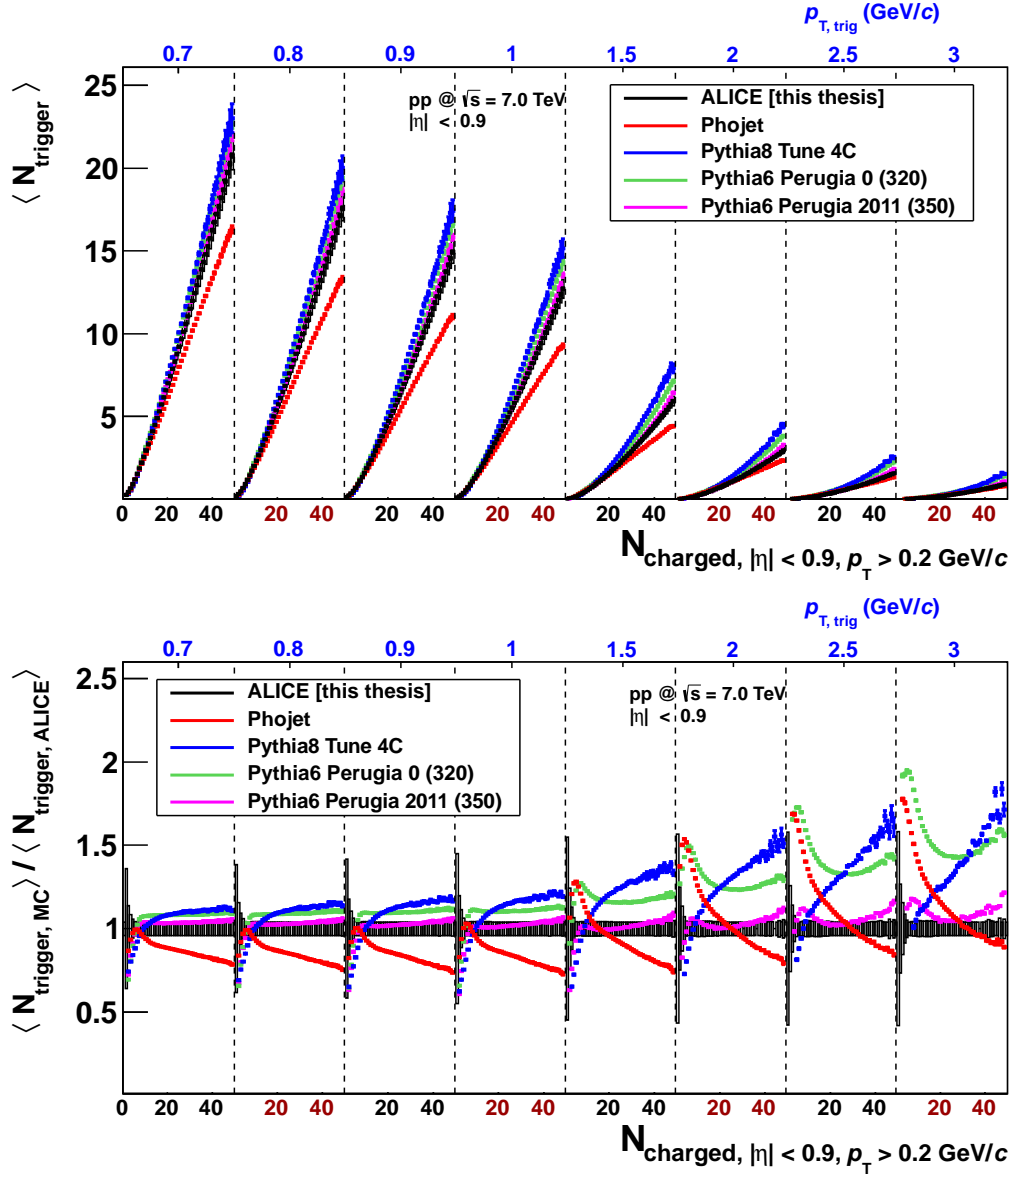 p_T, trig (GeV/c)
0.7 0.8 0.9 1 1.5 2 2.5 3
⟨ N_trigger ⟩
25
20
15
10
5
pp @ √s = 7.0 TeV
|η| < 0.9
ALICE [this thesis]
Phojet
Pythia8 Tune 4C
Pythia6 Perugia 0 (320)
Pythia6 Perugia 2011 (350)
0 20 40 20 40 20 40 20 40 20 40 20 40 20 40 20 40
N_charged, |η| < 0.9, p_T > 0.2 GeV/c
p_T, trig (GeV/c)
0.7 0.8 0.9 1 1.5 2 2.5 3
⟨ N_trigger, MC ⟩ / ⟨ N_trigger, ALICE ⟩
2.5
2
1.5
1
0.5
ALICE [this thesis]
Phojet
Pythia8 Tune 4C
Pythia6 Perugia 0 (320)
Pythia6 Perugia 2011 (350)
pp @ √s = 7.0 TeV
|η| < 0.9
0 20 40 20 40 20 40 20 40 20 40 20 40 20 40 20 40
N_charged, |η| < 0.9, p_T > 0.2 GeV/c